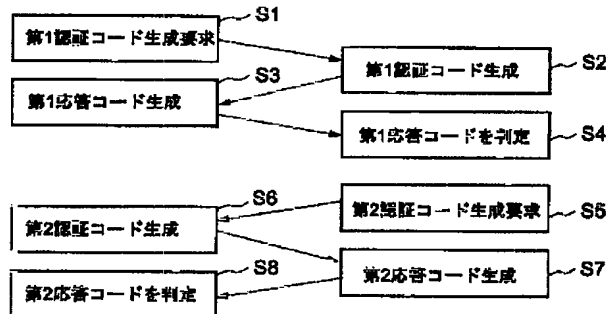 S1
第1認証コード生成要求
S2
第1認証コード生成
S3
第1応答コード生成
S4
第1応答コードを判定
S5
第2認証コード生成要求
S6
第2認証コード生成
S7
第2応答コード生成
S8
第2応答コードを判定